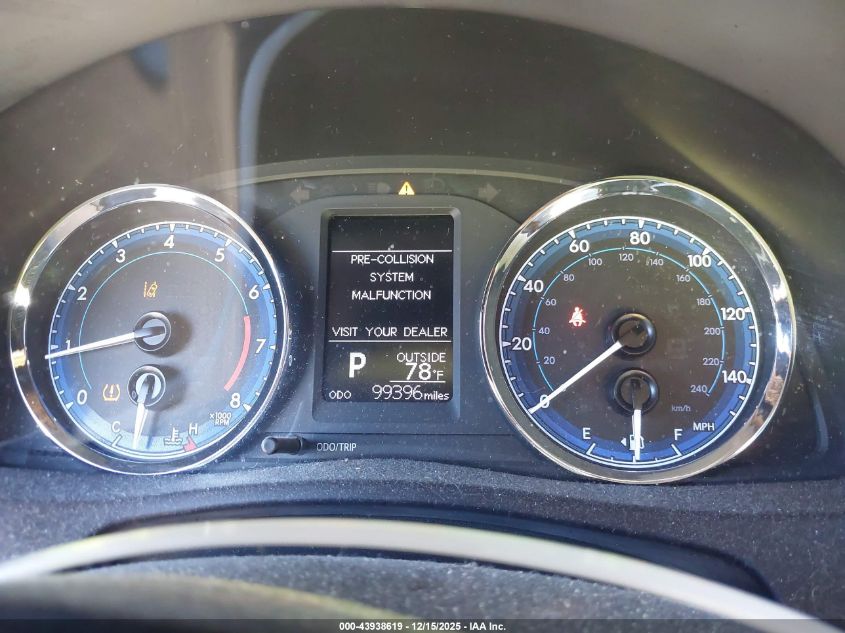 PRE-COLLISION
SYSTEM
MALFUNCTION
VISIT YOUR DEALER
P OUTSIDE
78°F
ODO 99396 miles
0 1 2 3 4 5 6 7 8
x1000
RPM
C H
ODO/TRIP
0 20 40 60 80 100 120 140
20 40 60 80 100 120 140 160 180 200 220 240
km/h
MPH
E F
000-43938619 - 12/15/2025 - IAA Inc.